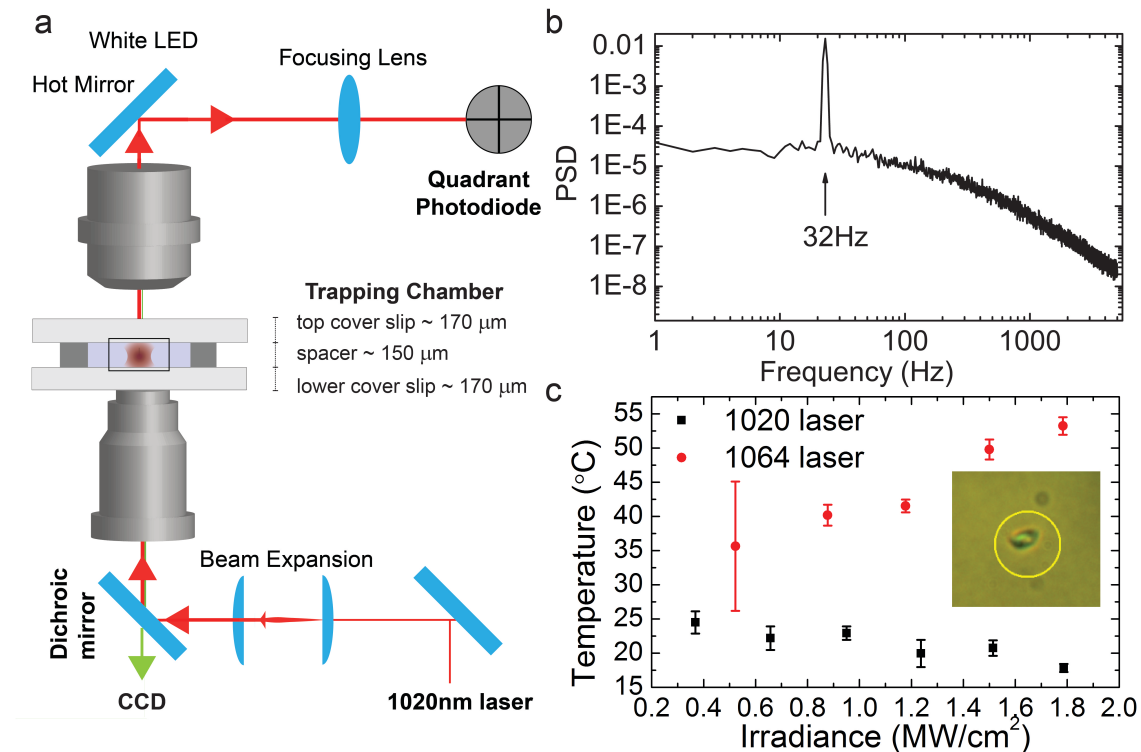 a
White LED
Hot Mirror
Focusing Lens
Quadrant
Photodiode
Trapping Chamber
top cover slip ~ 170 μm
spacer ~ 150 μm
lower cover slip ~ 170 μm
Beam Expansion
Dichroic
mirror
CCD
1020nm laser
b
0.01
1E-3
1E-4
1E-5
1E-6
1E-7
1E-8
PSD
32Hz
1 10 100 1000
Frequency (Hz)
c
55
50
45
40
35
30
25
20
15
Temperature (°C)
1020 laser
1064 laser
0.2 0.4 0.6 0.8 1.0 1.2 1.4 1.6 1.8 2.0
Irradiance (MW/cm²)